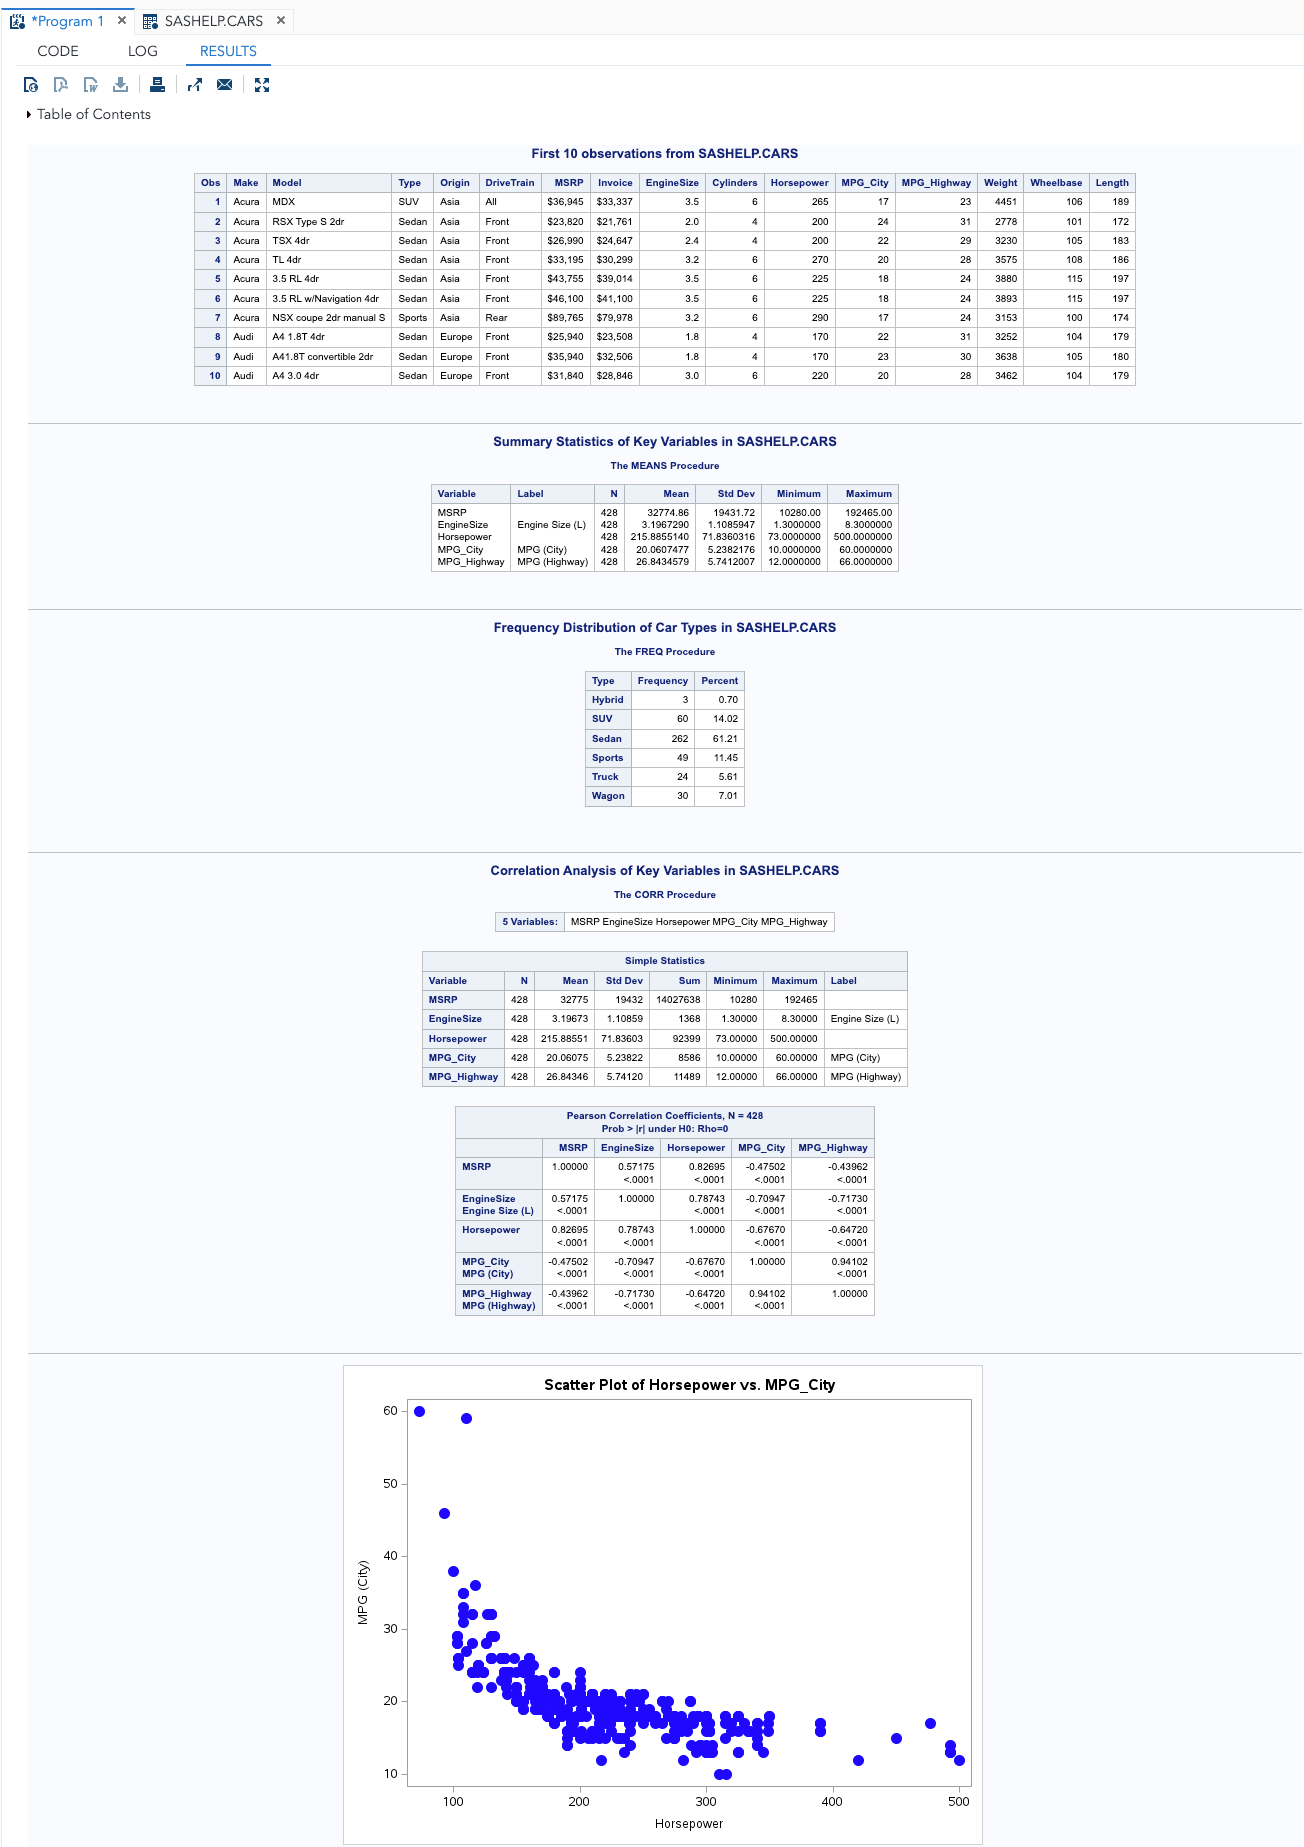 *Program 1 × SASHELP.CARS ×
CODE LOG RESULTS
Table of Contents
First 10 observations from SASHELP.CARS
Obs Make Model Type Origin DriveTrain MSRP Invoice EngineSize Cylinders Horsepower MPG_City MPG_Highway Weight Wheelbase Length
1 Acura MDX SUV Asia All $36,945 $33,337 3.5 6 265 17 23 4451 106 189
2 Acura RSX Type S 2dr Sedan Asia Front $23,820 $21,761 2.0 4 200 24 31 2778 101 172
3 Acura TSX 4dr Sedan Asia Front $26,990 $24,647 2.4 4 200 22 29 3230 105 183
4 Acura TL 4dr Sedan Asia Front $33,195 $30,299 3.2 6 270 20 28 3575 108 186
5 Acura 3.5 RL 4dr Sedan Asia Front $43,755 $39,014 3.5 6 225 18 24 3880 115 197
6 Acura 3.5 RL w/Navigation 4dr Sedan Asia Front $46,100 $41,100 3.5 6 225 18 24 3893 115 197
7 Acura NSX coupe 2dr manual S Sports Asia Rear $89,765 $79,978 3.2 6 290 17 24 3153 100 174
8 Audi A4 1.8T 4dr Sedan Europe Front $25,940 $23,508 1.8 4 170 22 31 3252 104 179
9 Audi A41.8T convertible 2dr Sedan Europe Front $35,940 $32,506 1.8 4 170 23 30 3638 105 180
10 Audi A4 3.0 4dr Sedan Europe Front $31,840 $28,846 3.0 6 220 20 28 3462 104 179
Summary Statistics of Key Variables in SASHELP.CARS
The MEANS Procedure
Variable Label N Mean Std Dev Minimum Maximum
MSRP 428 32774.86 19431.72 10280.00 192465.00
EngineSize Engine Size (L) 428 3.1967290 1.1085947 1.3000000 8.3000000
Horsepower 428 215.8855140 71.8360316 73.0000000 500.0000000
MPG_City MPG (City) 428 20.0607477 5.2382176 10.0000000 60.0000000
MPG_Highway MPG (Highway) 428 26.8434579 5.7412007 12.0000000 66.0000000
Frequency Distribution of Car Types in SASHELP.CARS
The FREQ Procedure
Type Frequency Percent
Hybrid 3 0.70
SUV 60 14.02
Sedan 262 61.21
Sports 49 11.45
Truck 24 5.61
Wagon 30 7.01
Correlation Analysis of Key Variables in SASHELP.CARS
The CORR Procedure
5 Variables: MSRP EngineSize Horsepower MPG_City MPG_Highway
Simple Statistics
Variable N Mean Std Dev Sum Minimum Maximum Label
MSRP 428 32775 19432 14027638 10280 192465
EngineSize 428 3.19673 1.10859 1368 1.30000 8.30000 Engine Size (L)
Horsepower 428 215.88551 71.83603 92399 73.00000 500.00000
MPG_City 428 20.06075 5.23822 8586 10.00000 60.00000 MPG (City)
MPG_Highway 428 26.84346 5.74120 11489 12.00000 66.00000 MPG (Highway)
Pearson Correlation Coefficients, N = 428
Prob > |r| under H0: Rho=0
MSRP EngineSize Horsepower MPG_City MPG_Highway
MSRP 1.00000 0.57175 0.82695 -0.47502 -0.43962
<.0001 <.0001 <.0001 <.0001
EngineSize 0.57175 1.00000 0.78743 -0.70947 -0.71730
Engine Size (L) <.0001 <.0001 <.0001 <.0001
Horsepower 0.82695 0.78743 1.00000 -0.67670 -0.64720
<.0001 <.0001 <.0001 <.0001
MPG_City -0.47502 -0.70947 -0.67670 1.00000 0.94102
MPG (City) <.0001 <.0001 <.0001 <.0001
MPG_Highway -0.43962 -0.71730 -0.64720 0.94102 1.00000
MPG (Highway) <.0001 <.0001 <.0001 <.0001
Scatter Plot of Horsepower vs. MPG_City
60
50
40
30
20
10
MPG (City)
100 200 300 400 500
Horsepower